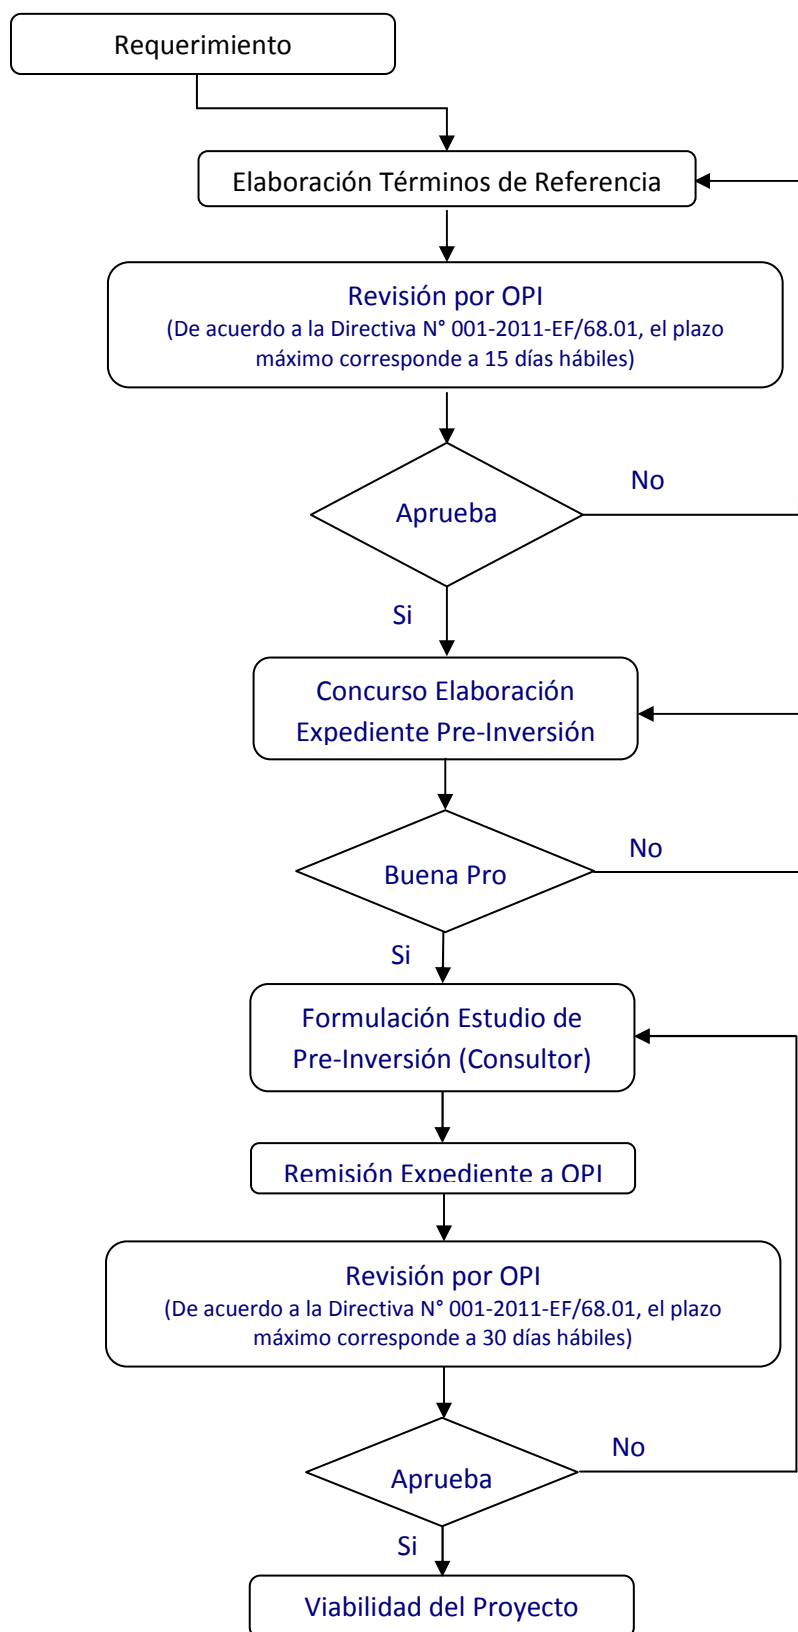 Requerimiento
Elaboración Términos de Referencia
Revisión por OPI
(De acuerdo a la Directiva N° 001-2011-EF/68.01, el plazo
máximo corresponde a 15 días hábiles)
Aprueba
No
Si
Concurso Elaboración
Expediente Pre-Inversión
Buena Pro
No
Si
Formulación Estudio de
Pre-Inversión (Consultor)
Remisión Expediente a OPI
Revisión por OPI
(De acuerdo a la Directiva N° 001-2011-EF/68.01, el plazo
máximo corresponde a 30 días hábiles)
Aprueba
No
Si
Viabilidad del Proyecto